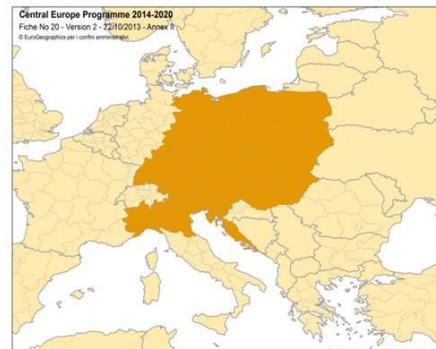 Central Europe Programme 2014-2020
Fiche No 20 - Version 2 - 22/10/2013 - Annex II
© EuroGeographics per i confini amministrativi